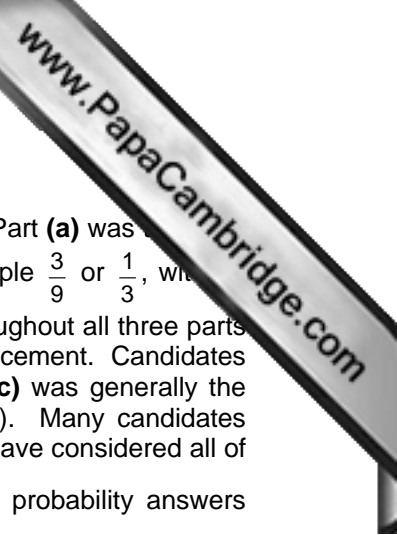 www.PapaCambridge.com
Part (a) was
ple 3/9 or 1/3, wit
ughout all three parts
cement. Candidates
c) was generally the
). Many candidates
ave considered all of
probability answers